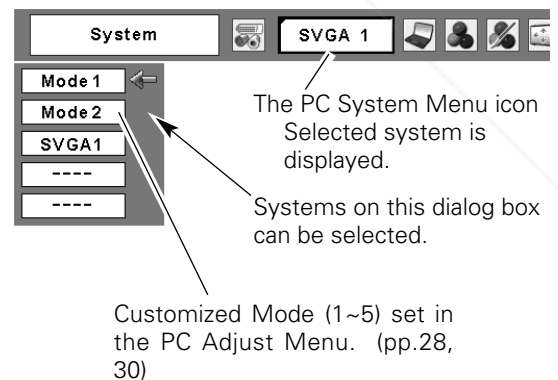 System
SVGA 1
Mode 1
Mode 2
SVGA1
----
----
The PC System Menu icon
Selected system is
displayed.
Systems on this dialog box
can be selected.
Customized Mode (1~5) set in
the PC Adjust Menu. (pp.28,
30)